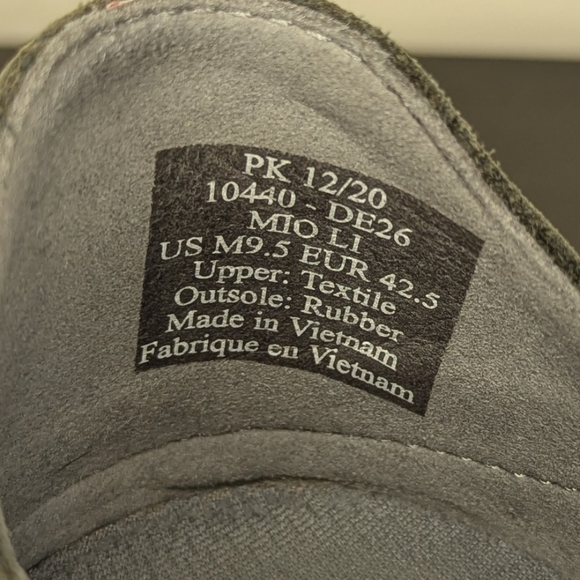 PK 12/20
10440 - DE26
MIO LI
US M9.5 EUR 42.5
Upper: Textile
Outsole: Rubber
Made in Vietnam
Fabrique en Vietnam